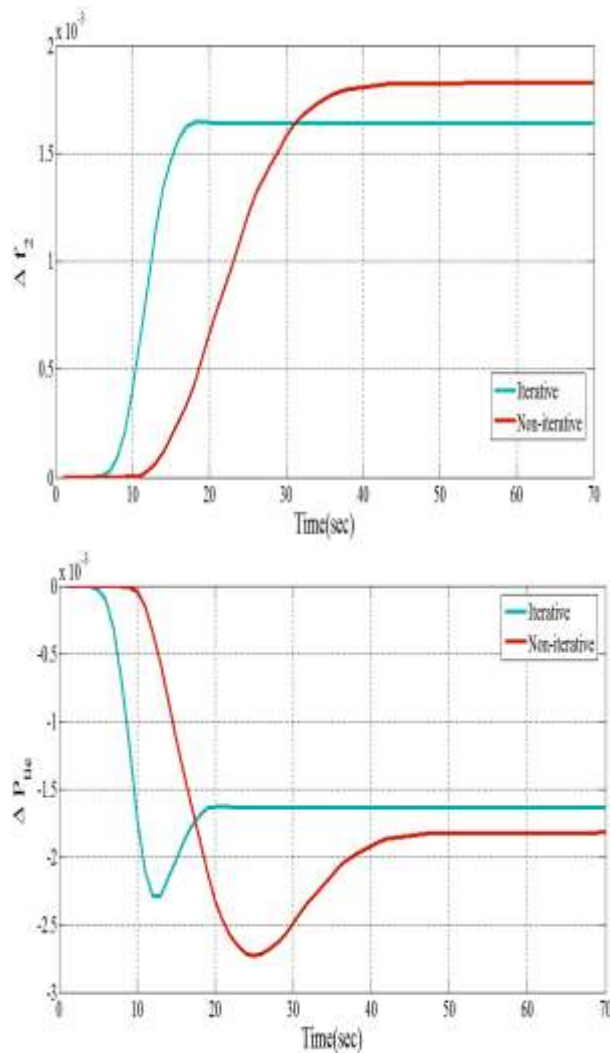 x 10⁻³
2
1.5
1
0.5
0
Δ f₂
Iterative
Non-iterative
0 10 20 30 40 50 60 70
Time(sec)
x 10⁻³
0
-0.5
-1
-1.5
-2
-2.5
-3
Δ P_tie
Iterative
Non-iterative
0 10 20 30 40 50 60 70
Time(sec)